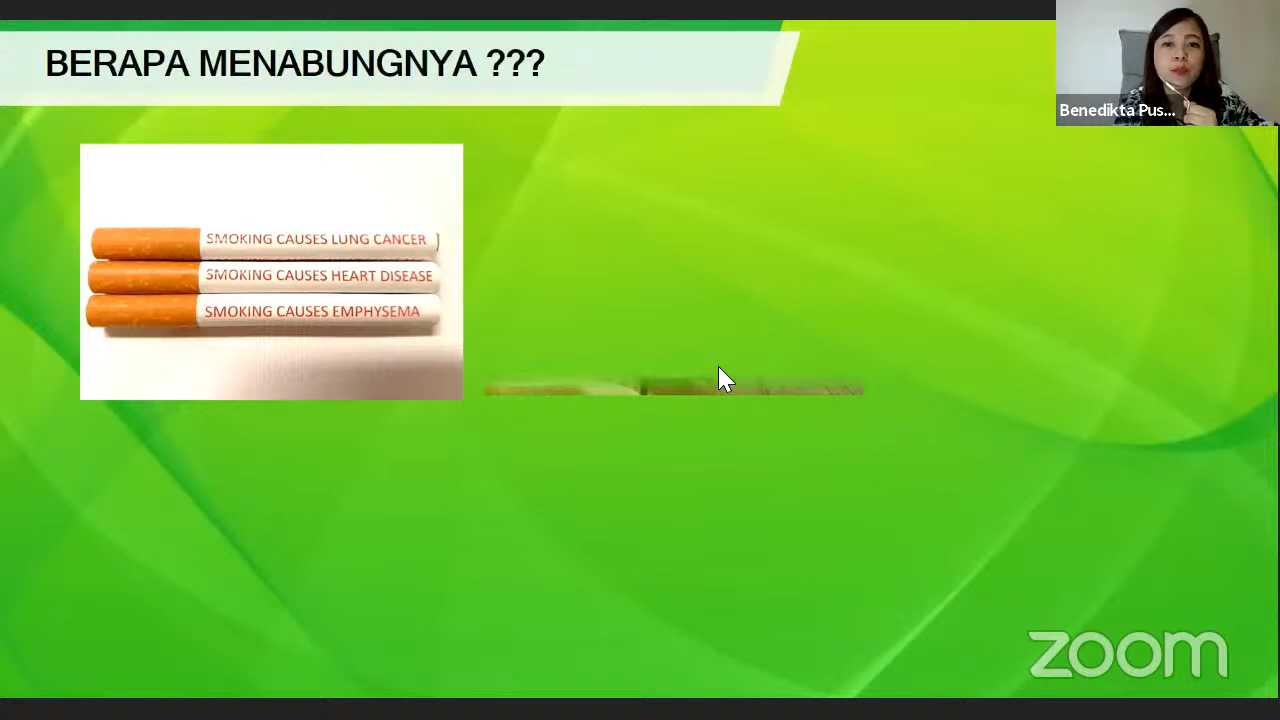 BERAPA MENABUNGNYA ???
Benedikta Pus...
SMOKING CAUSES LUNG CANCER
SMOKING CAUSES HEART DISEASE
SMOKING CAUSES EMPHYSEMA
zoom